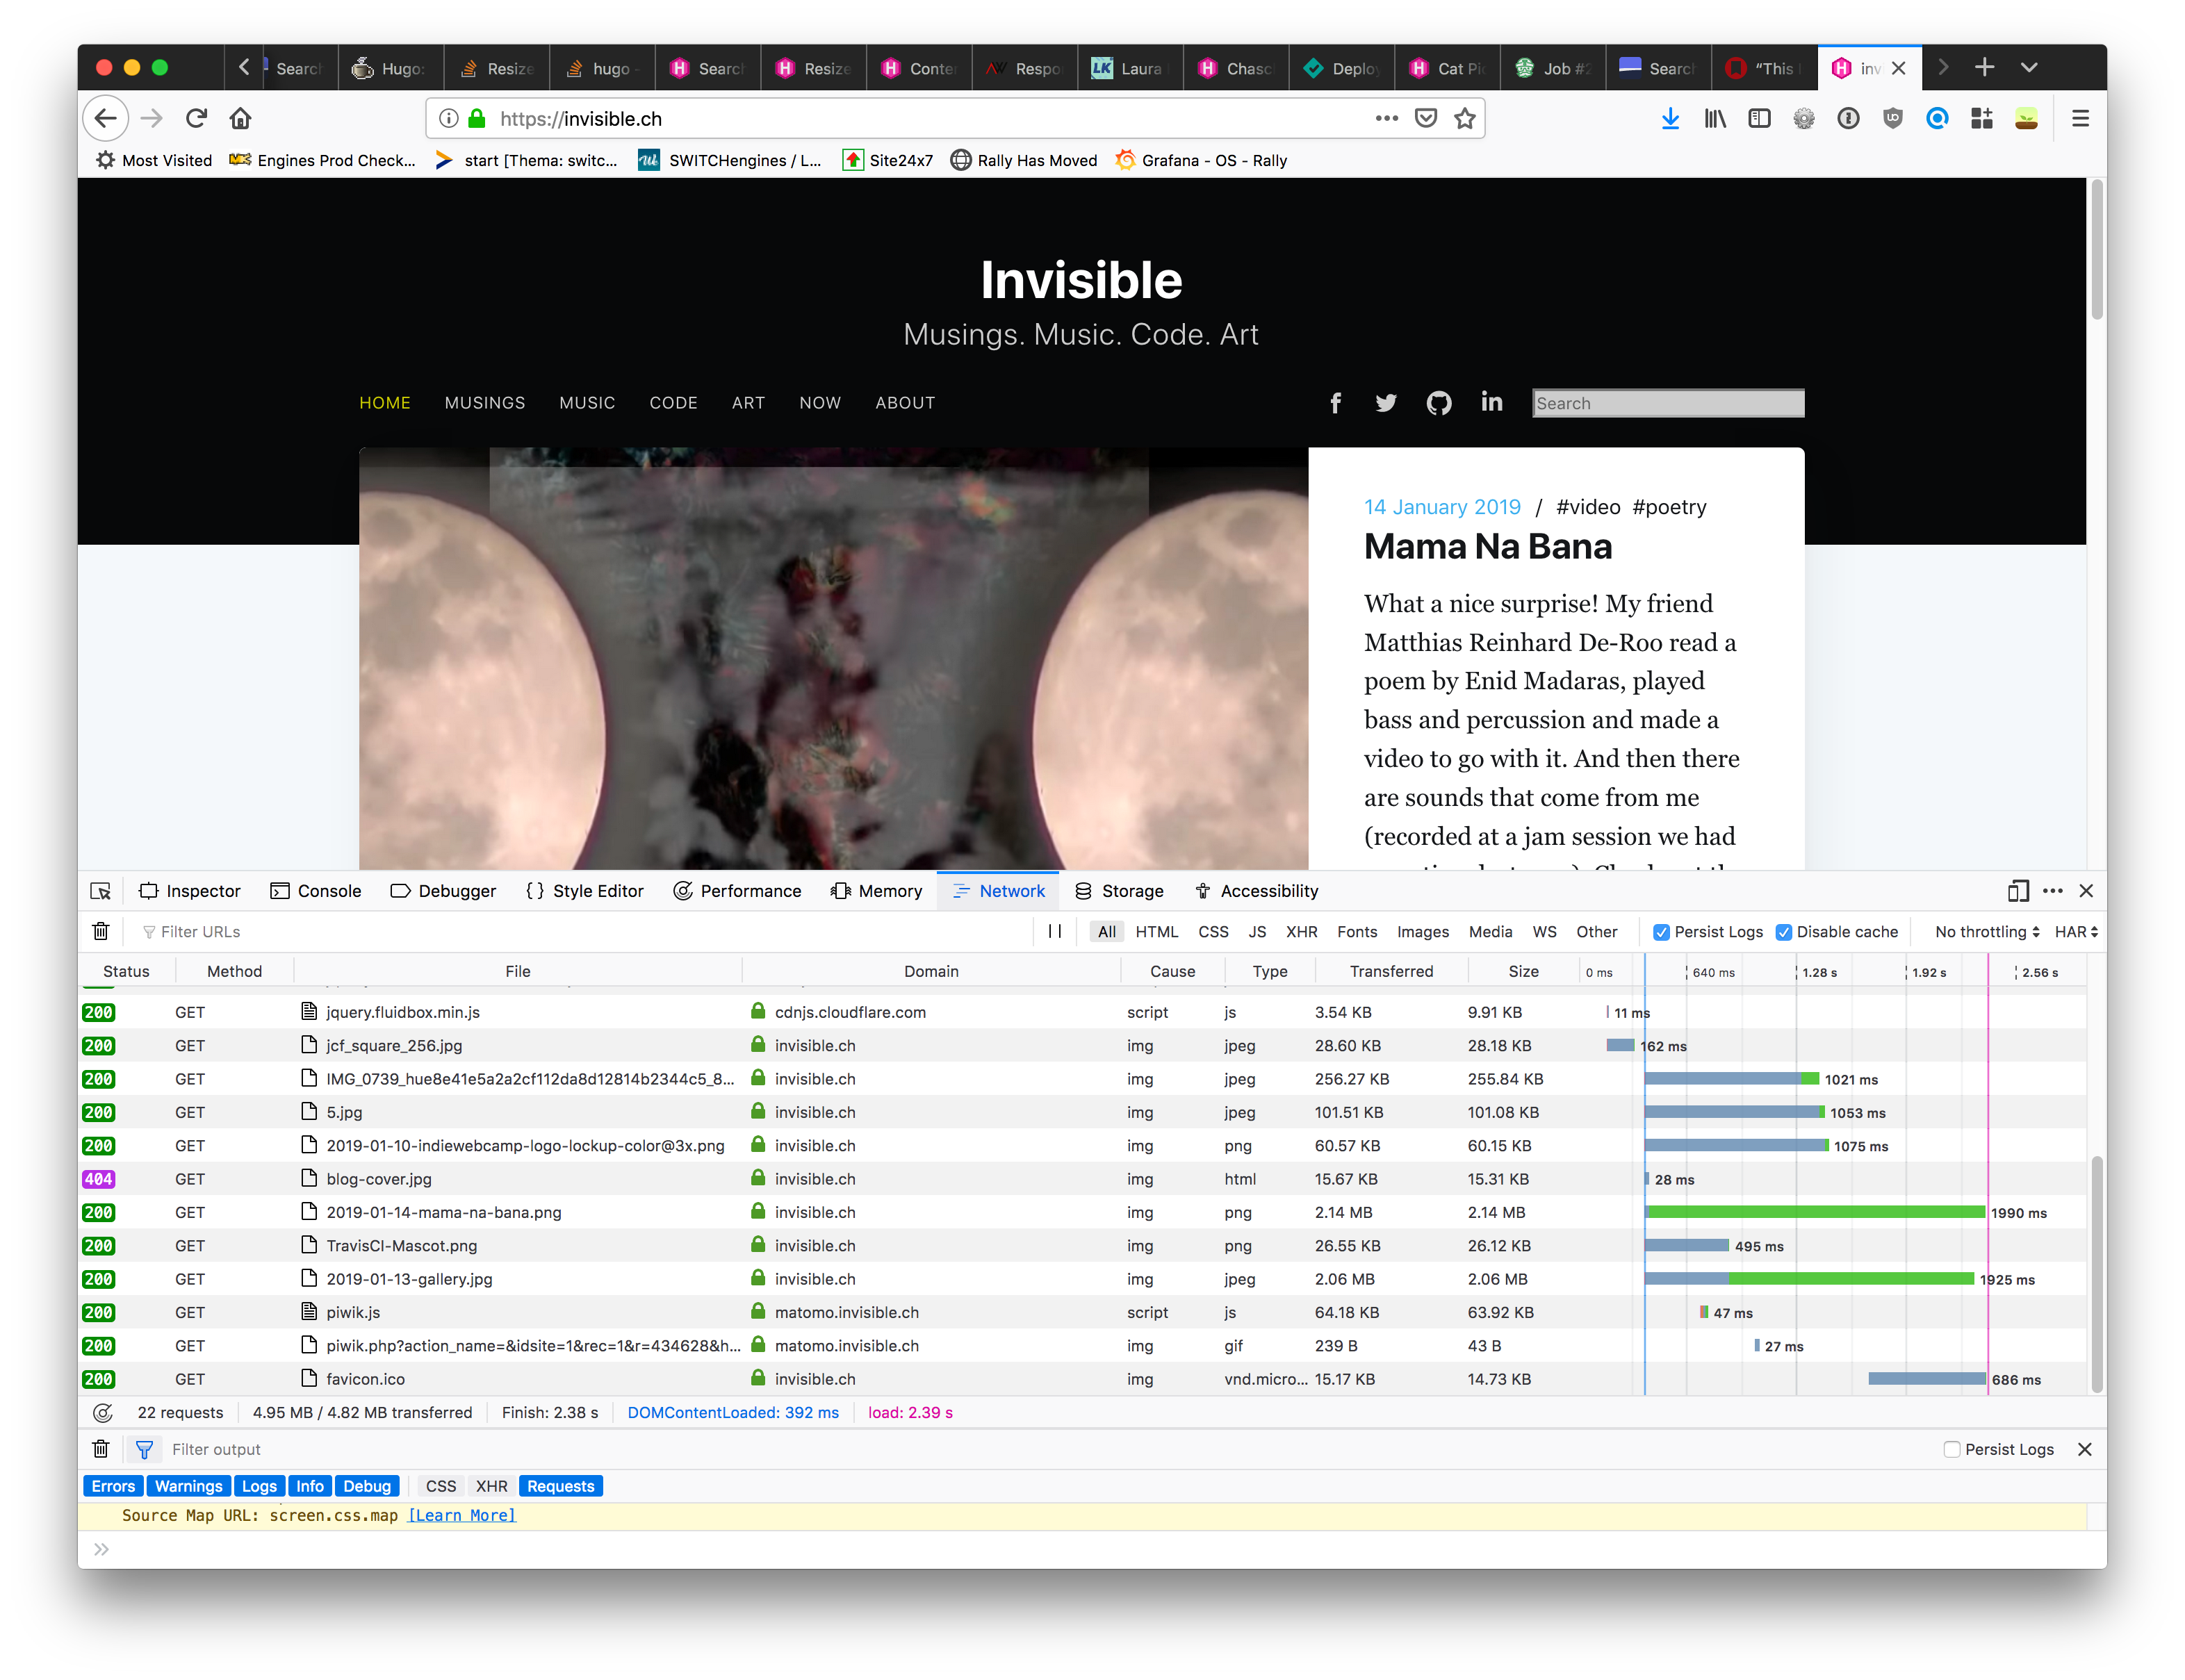 Search
Hugo:
Resize
hugo -
Search
Resize
Conte
Respo
Laura
Chasc
Deploy
Cat Pic
Job #2
Search
“This
inv
https://invisible.ch
Most Visited
Engines Prod Check...
start [Thema: switc...
SWITCHengines / L...
Site24x7
Rally Has Moved
Grafana - OS - Rally
Invisible
Musings. Music. Code. Art
HOME MUSINGS MUSIC CODE ART NOW ABOUT
Search
14 January 2019 / #video #poetry
Mama Na Bana
What a nice surprise! My friend
Matthias Reinhard De-Roo read a
poem by Enid Madaras, played
bass and percussion and made a
video to go with it. And then there
are sounds that come from me
(recorded at a jam session we had
Inspector Console Debugger Style Editor Performance Memory Network Storage Accessibility
Filter URLs All HTML CSS JS XHR Fonts Images Media WS Other Persist Logs Disable cache No throttling HAR
Status Method File Domain Cause Type Transferred Size 0 ms 640 ms 1.28 s 1.92 s 2.56 s
200 GET jquery.fluidbox.min.js cdnjs.cloudflare.com script js 3.54 KB 9.91 KB 11 ms
200 GET jcf_square_256.jpg invisible.ch img jpeg 28.60 KB 28.18 KB 162 ms
200 GET IMG_0739_hue8e41e5a2a2cf112da8d12814b2344c5_8... invisible.ch img jpeg 256.27 KB 255.84 KB 1021 ms
200 GET 5.jpg invisible.ch img jpeg 101.51 KB 101.08 KB 1053 ms
200 GET 2019-01-10-indiewebcamp-logo-lockup-color@3x.png invisible.ch img png 60.57 KB 60.15 KB 1075 ms
404 GET blog-cover.jpg invisible.ch img html 15.67 KB 15.31 KB 28 ms
200 GET 2019-01-14-mama-na-bana.png invisible.ch img png 2.14 MB 2.14 MB 1990 ms
200 GET TravisCI-Mascot.png invisible.ch img png 26.55 KB 26.12 KB 495 ms
200 GET 2019-01-13-gallery.jpg invisible.ch img jpeg 2.06 MB 2.06 MB 1925 ms
200 GET piwik.js matomo.invisible.ch script js 64.18 KB 63.92 KB 47 ms
200 GET piwik.php?action_name=&idsite=1&rec=1&r=434628&h... matomo.invisible.ch img gif 239 B 43 B 27 ms
200 GET favicon.ico invisible.ch img vnd.micro... 15.17 KB 14.73 KB 686 ms
22 requests 4.95 MB / 4.82 MB transferred Finish: 2.38 s DOMContentLoaded: 392 ms load: 2.39 s
Filter output Persist Logs
Errors Warnings Logs Info Debug CSS XHR Requests
Source Map URL: screen.css.map [Learn More]